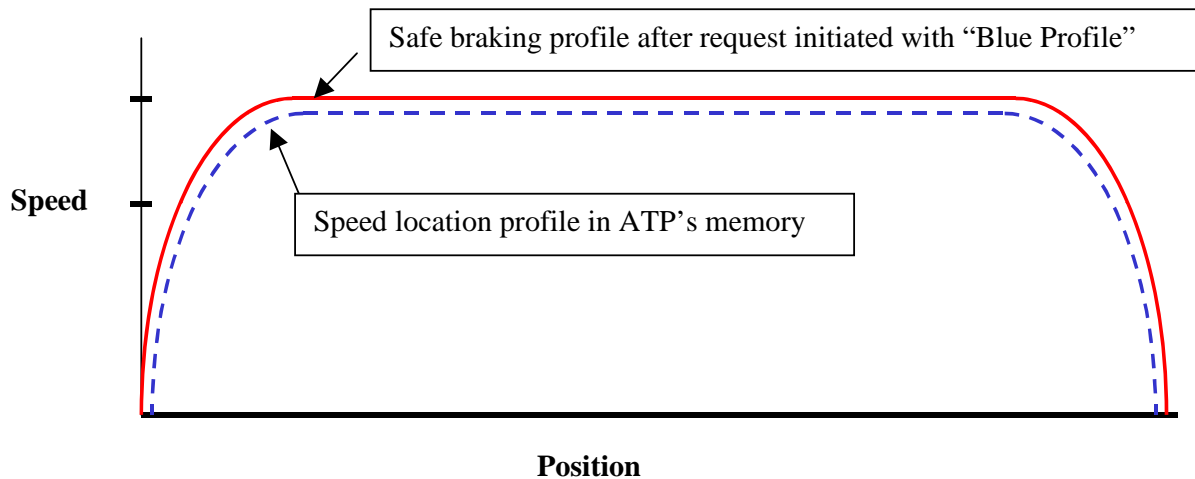 Safe braking profile after request initiated with “Blue Profile”
Speed
Speed location profile in ATP’s memory
Position